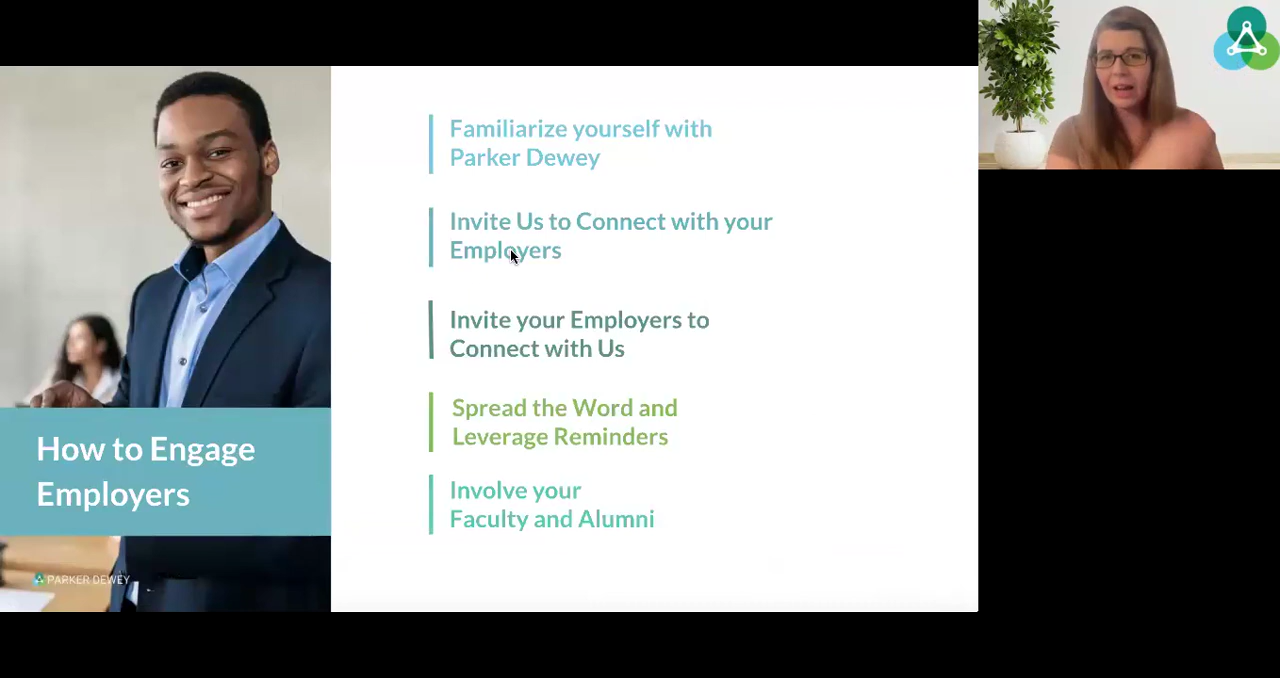 Familiarize yourself with
Parker Dewey
Invite Us to Connect with your
Employers
Invite your Employers to
Connect with Us
Spread the Word and
Leverage Reminders
Involve your
Faculty and Alumni
How to Engage
Employers
PARKER DEWEY